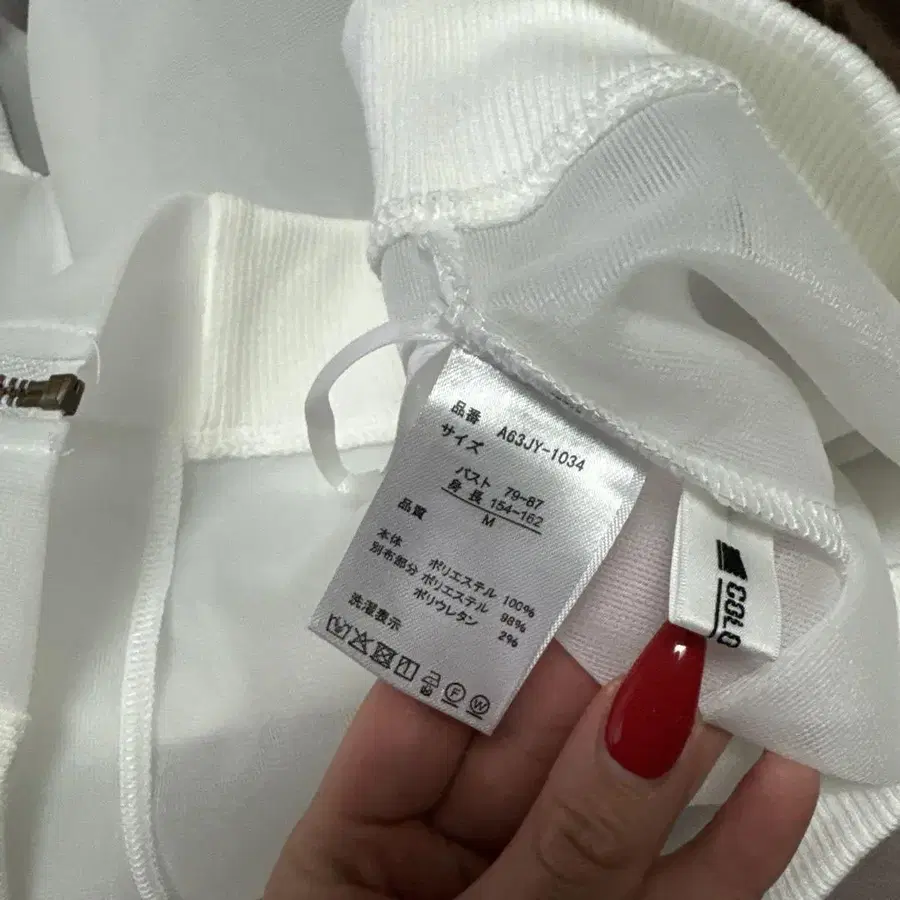 品番 A63JY-1034
サイズ
バスト 79-87
身長 154-162
M
品質
本体 ポリエステル 100%
別布部分 ポリエステル 98%
ポリウレタン 2%
洗濯表示
F W
COLO